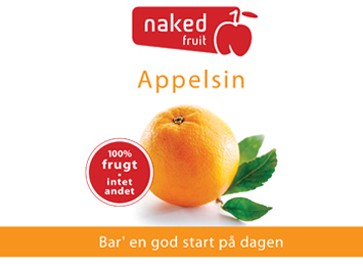 naked
fruit
Appelsin
100%
frugt
•
intet
andet
Bar' en god start på dagen